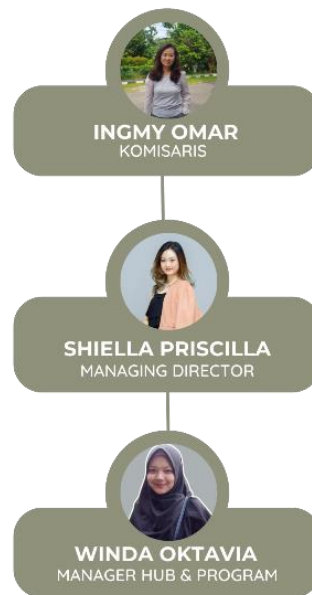 INGMY OMAR
KOMISARIS
SHIELLA PRISCILLA
MANAGING DIRECTOR
WINDA OKTAVIA
MANAGER HUB & PROGRAM